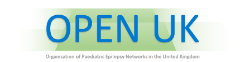 OPEN UK
Organisation of Paediatric Epilepsy Networks in the United Kingdom